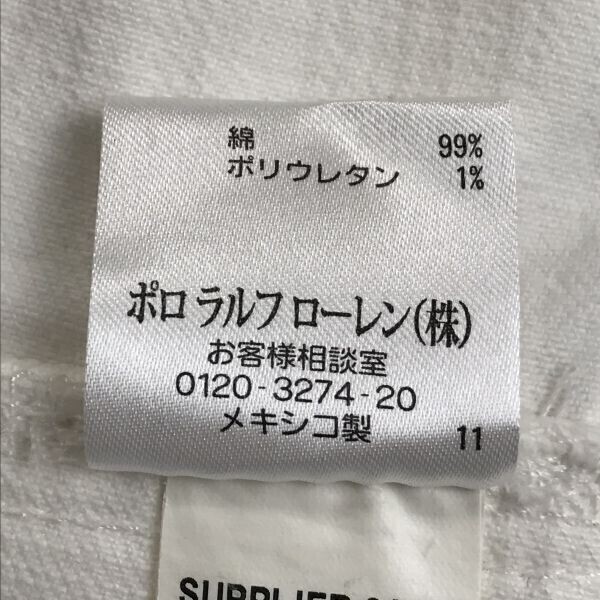 綿 99%
ポリウレタン 1%
ポロ ラルフ ローレン(株)
お客様相談室
0120-3274-20
メキシコ製 11
SUPPLIER